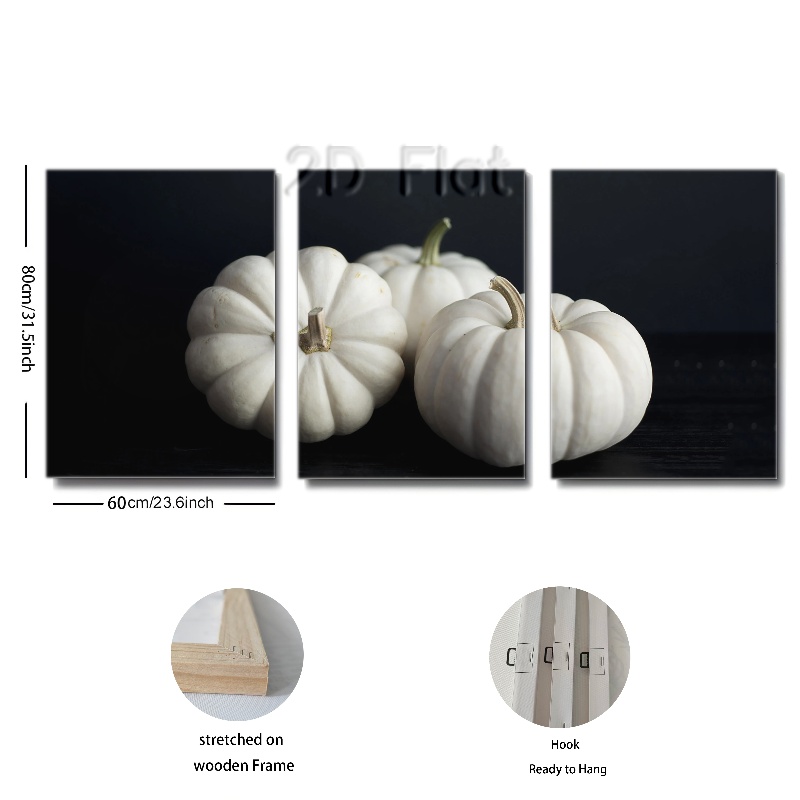 2D Flat
80cm/31.5inch
60cm/23.6inch
stretched on
wooden Frame
Hook
Ready to Hang